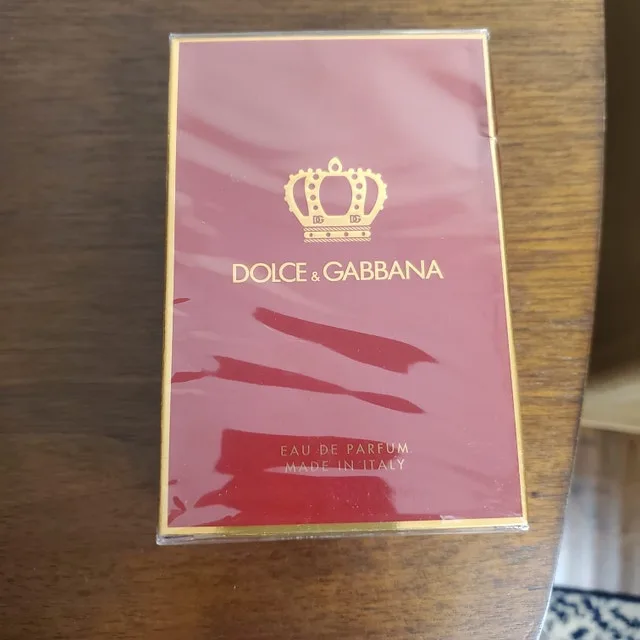 DOLCE & GABBANA
EAU DE PARFUM
MADE IN ITALY